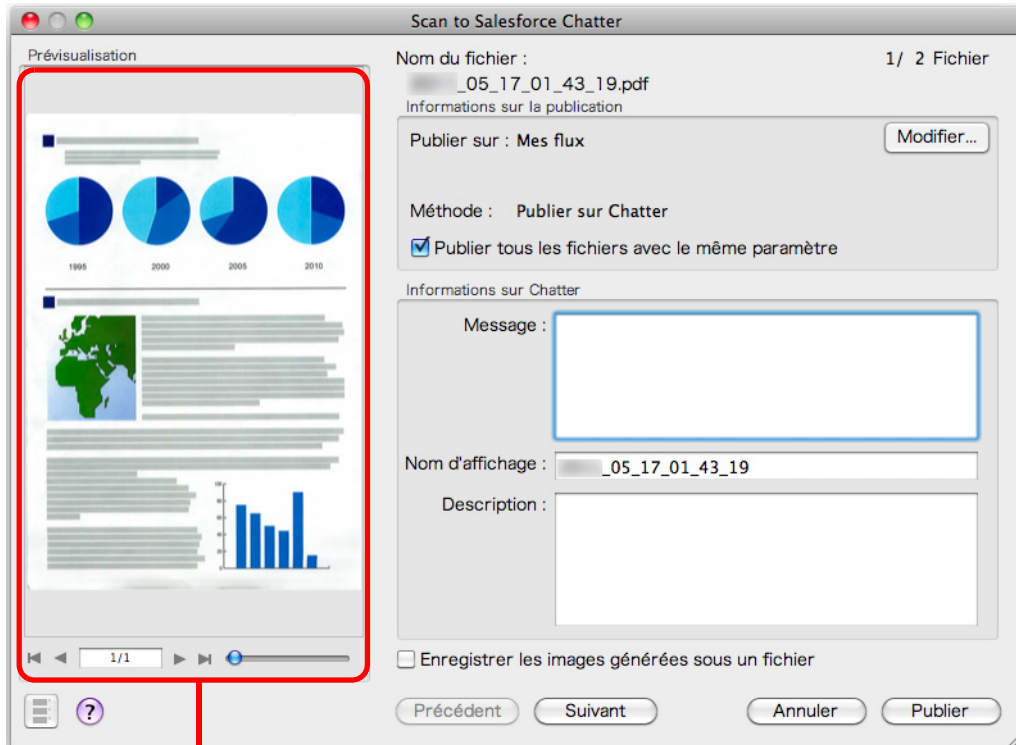 Scan to Salesforce Chatter
Prévisualisation
1995 2000 2005 2010
1/1
Nom du fichier :
1/ 2 Fichier
_05_17_01_43_19.pdf
Informations sur la publication
Publier sur : Mes flux
Modifier...
Méthode : Publier sur Chatter
Publier tous les fichiers avec le même paramètre
Informations sur Chatter
Message :
Nom d'affichage : _05_17_01_43_19
Description :
Enregistrer les images générées sous un fichier
?
Précédent Suivant Annuler Publier